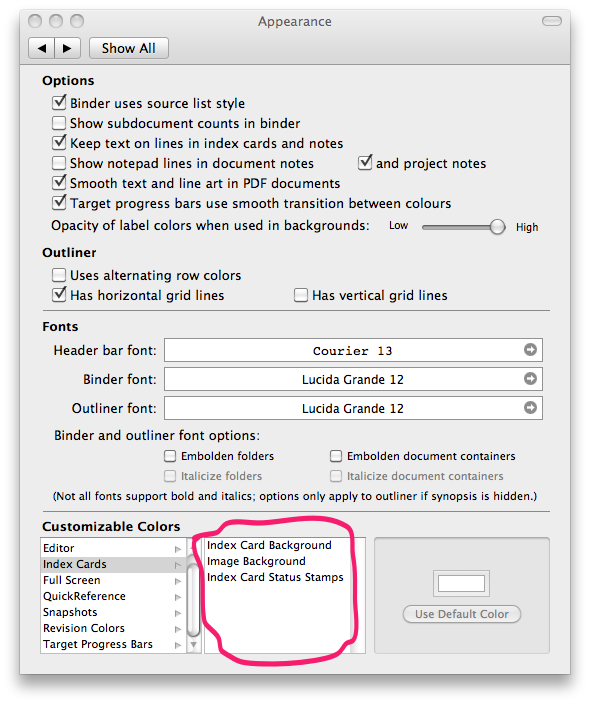 Appearance
Show All
Options
Binder uses source list style
Show subdocument counts in binder
Keep text on lines in index cards and notes
Show notepad lines in document notes and project notes
Smooth text and line art in PDF documents
Target progress bars use smooth transition between colours
Opacity of label colors when used in backgrounds: Low High
Outliner
Uses alternating row colors
Has horizontal grid lines Has vertical grid lines
Fonts
Header bar font: Courier 13
Binder font: Lucida Grande 12
Outliner font: Lucida Grande 12
Binder and outliner font options:
Embolden folders Embolden document containers
Italicize folders Italicize document containers
(Not all fonts support bold and italics; options only apply to outliner if synopsis is hidden.)
Customizable Colors
Editor Index Card Background
Index Cards Image Background
Full Screen Index Card Status Stamps
QuickReference
Snapshots
Revision Colors
Target Progress Bars
Use Default Color